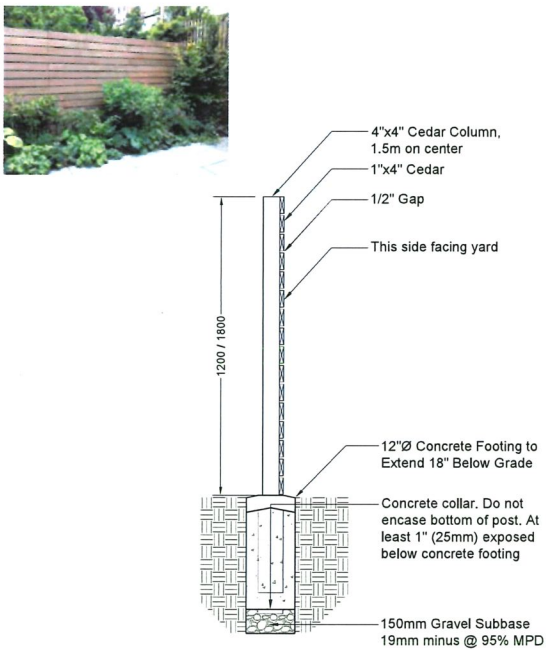 4"x4" Cedar Column,
1.5m on center
1"x4" Cedar
1/2" Gap
This side facing yard
1200 / 1800
12"Ø Concrete Footing to
Extend 18" Below Grade
Concrete collar. Do not
encase bottom of post. At
least 1" (25mm) exposed
below concrete footing
150mm Gravel Subbase
19mm minus @ 95% MPD